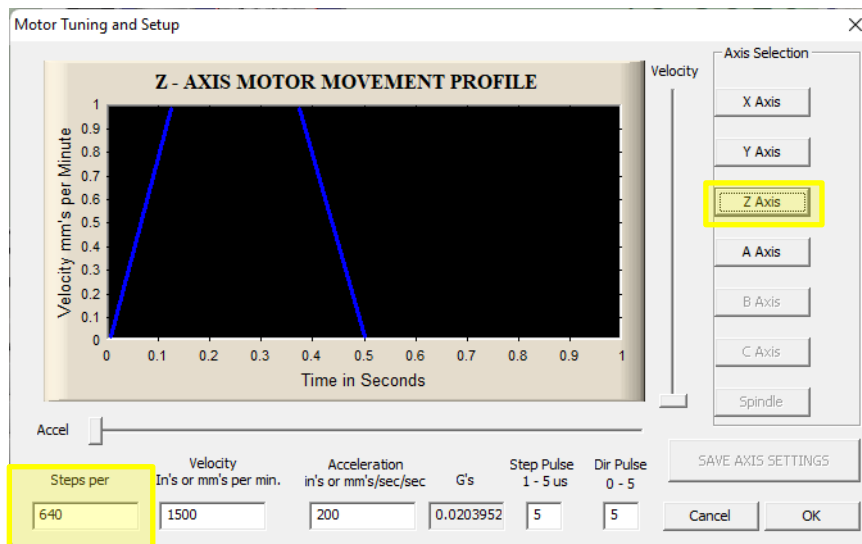 Motor Tuning and Setup
Z - AXIS MOTOR MOVEMENT PROFILE
Velocity mm's per Minute
1
0.9
0.8
0.7
0.6
0.5
0.4
0.3
0.2
0.1
0
0 0.1 0.2 0.3 0.4 0.5 0.6 0.7 0.8 0.9 1
Time in Seconds
Velocity
Axis Selection
X Axis
Y Axis
Z Axis
A Axis
B Axis
C Axis
Spindle
Accel
Steps per
640
Velocity
In's or mm's per min.
1500
Acceleration
in's or mm's/sec/sec
200
G's
0.0203952
Step Pulse
1 - 5 us
5
Dir Pulse
0 - 5
5
SAVE AXIS SETTINGS
Cancel
OK